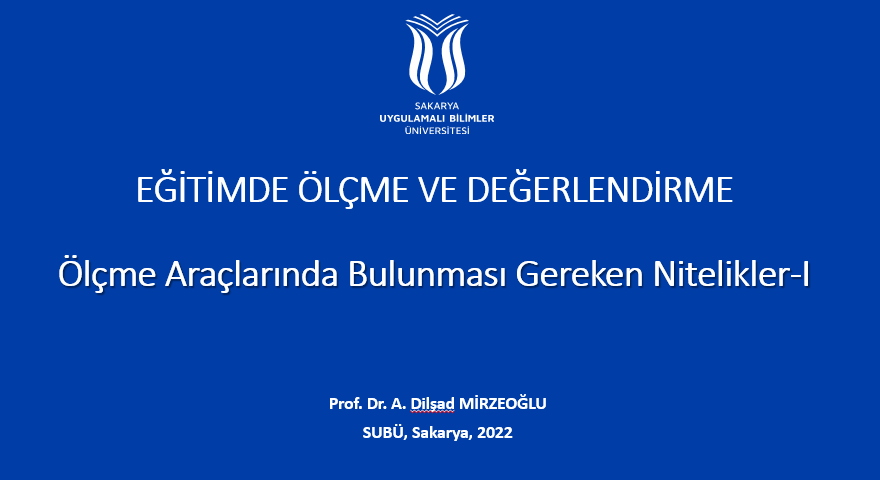 SAKARYA
UYGULAMALI BİLİMLER
ÜNİVERSİTESİ
EĞİTİMDE ÖLÇME VE DEĞERLENDİRME
Ölçme Araçlarında Bulunması Gereken Nitelikler-I
Prof. Dr. A. Dilşad MİRZEOĞLU
SUBÜ, Sakarya, 2022